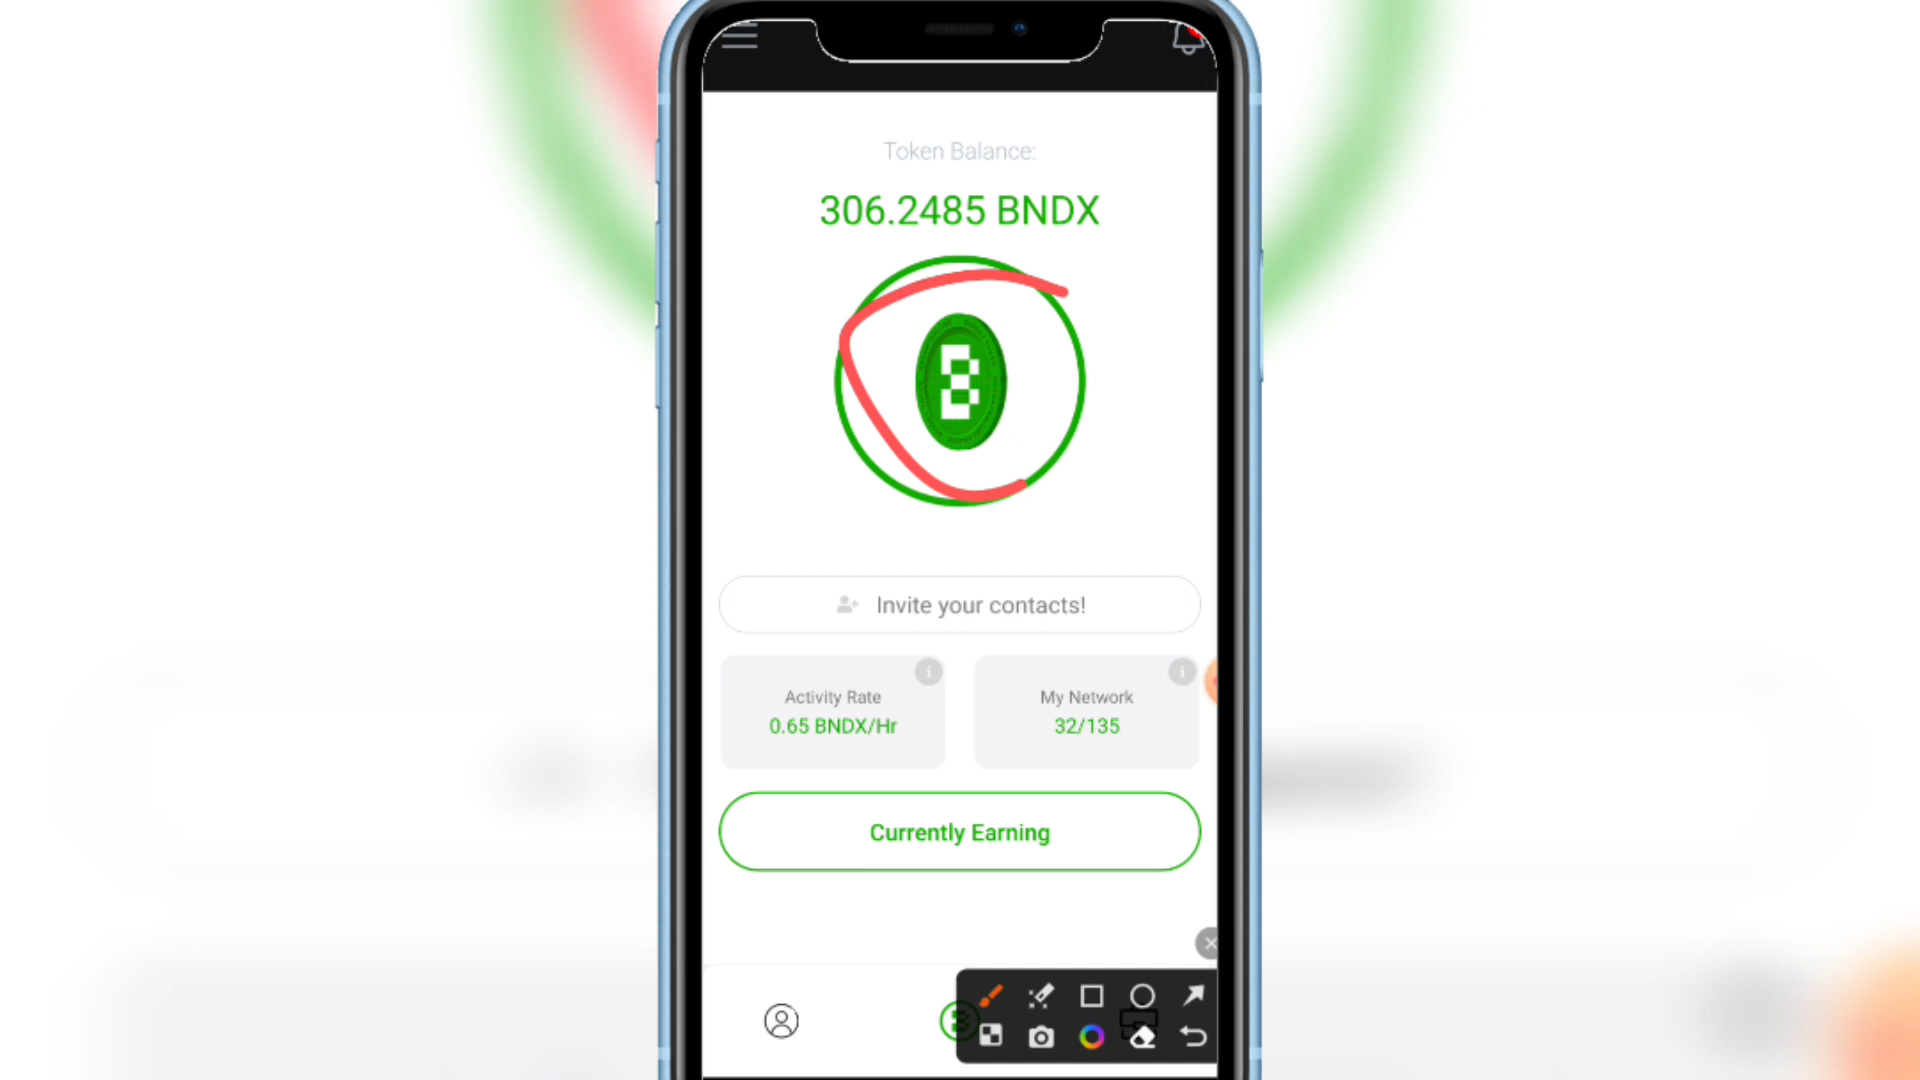 Token Balance:
306.2485 BNDX
Invite your contacts!
Activity Rate
0.65 BNDX/Hr
My Network
32/135
Currently Earning